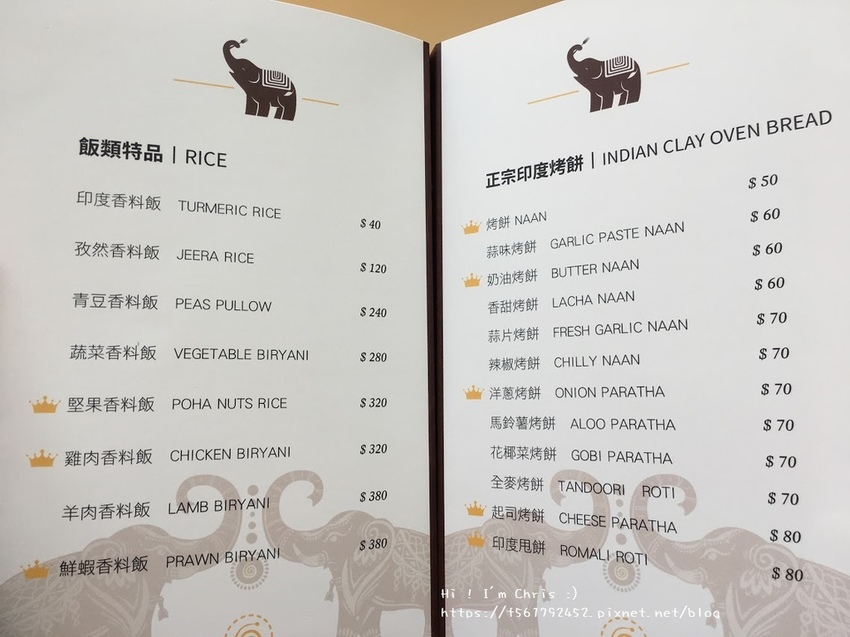 飯類特品 | RICE
印度香料飯 TURMERIC RICE $ 40
孜然香料飯 JEERA RICE $ 120
青豆香料飯 PEAS PULLOW $ 240
蔬菜香料飯 VEGETABLE BIRYANI $ 280
堅果香料飯 POHA NUTS RICE $ 320
雞肉香料飯 CHICKEN BIRYANI $ 320
羊肉香料飯 LAMB BIRYANI $ 380
鮮蝦香料飯 PRAWN BIRYANI $ 380
正宗印度烤餅 | INDIAN CLAY OVEN BREAD
烤餅 NAAN $ 50
蒜味烤餅 GARLIC PASTE NAAN $ 60
奶油烤餅 BUTTER NAAN $ 60
香甜烤餅 LACHA NAAN $ 60
蒜片烤餅 FRESH GARLIC NAAN $ 70
辣椒烤餅 CHILLY NAAN $ 70
洋蔥烤餅 ONION PARATHA $ 70
馬鈴薯烤餅 ALOO PARATHA $ 70
花椰菜烤餅 GOBI PARATHA $ 70
全麥烤餅 TANDOORI ROTI $ 70
起司烤餅 CHEESE PARATHA $ 80
印度甩餅 ROMALI ROTI $ 80
Hi ! I´m Chris :)
https://f567792452.pixnet.net/blog